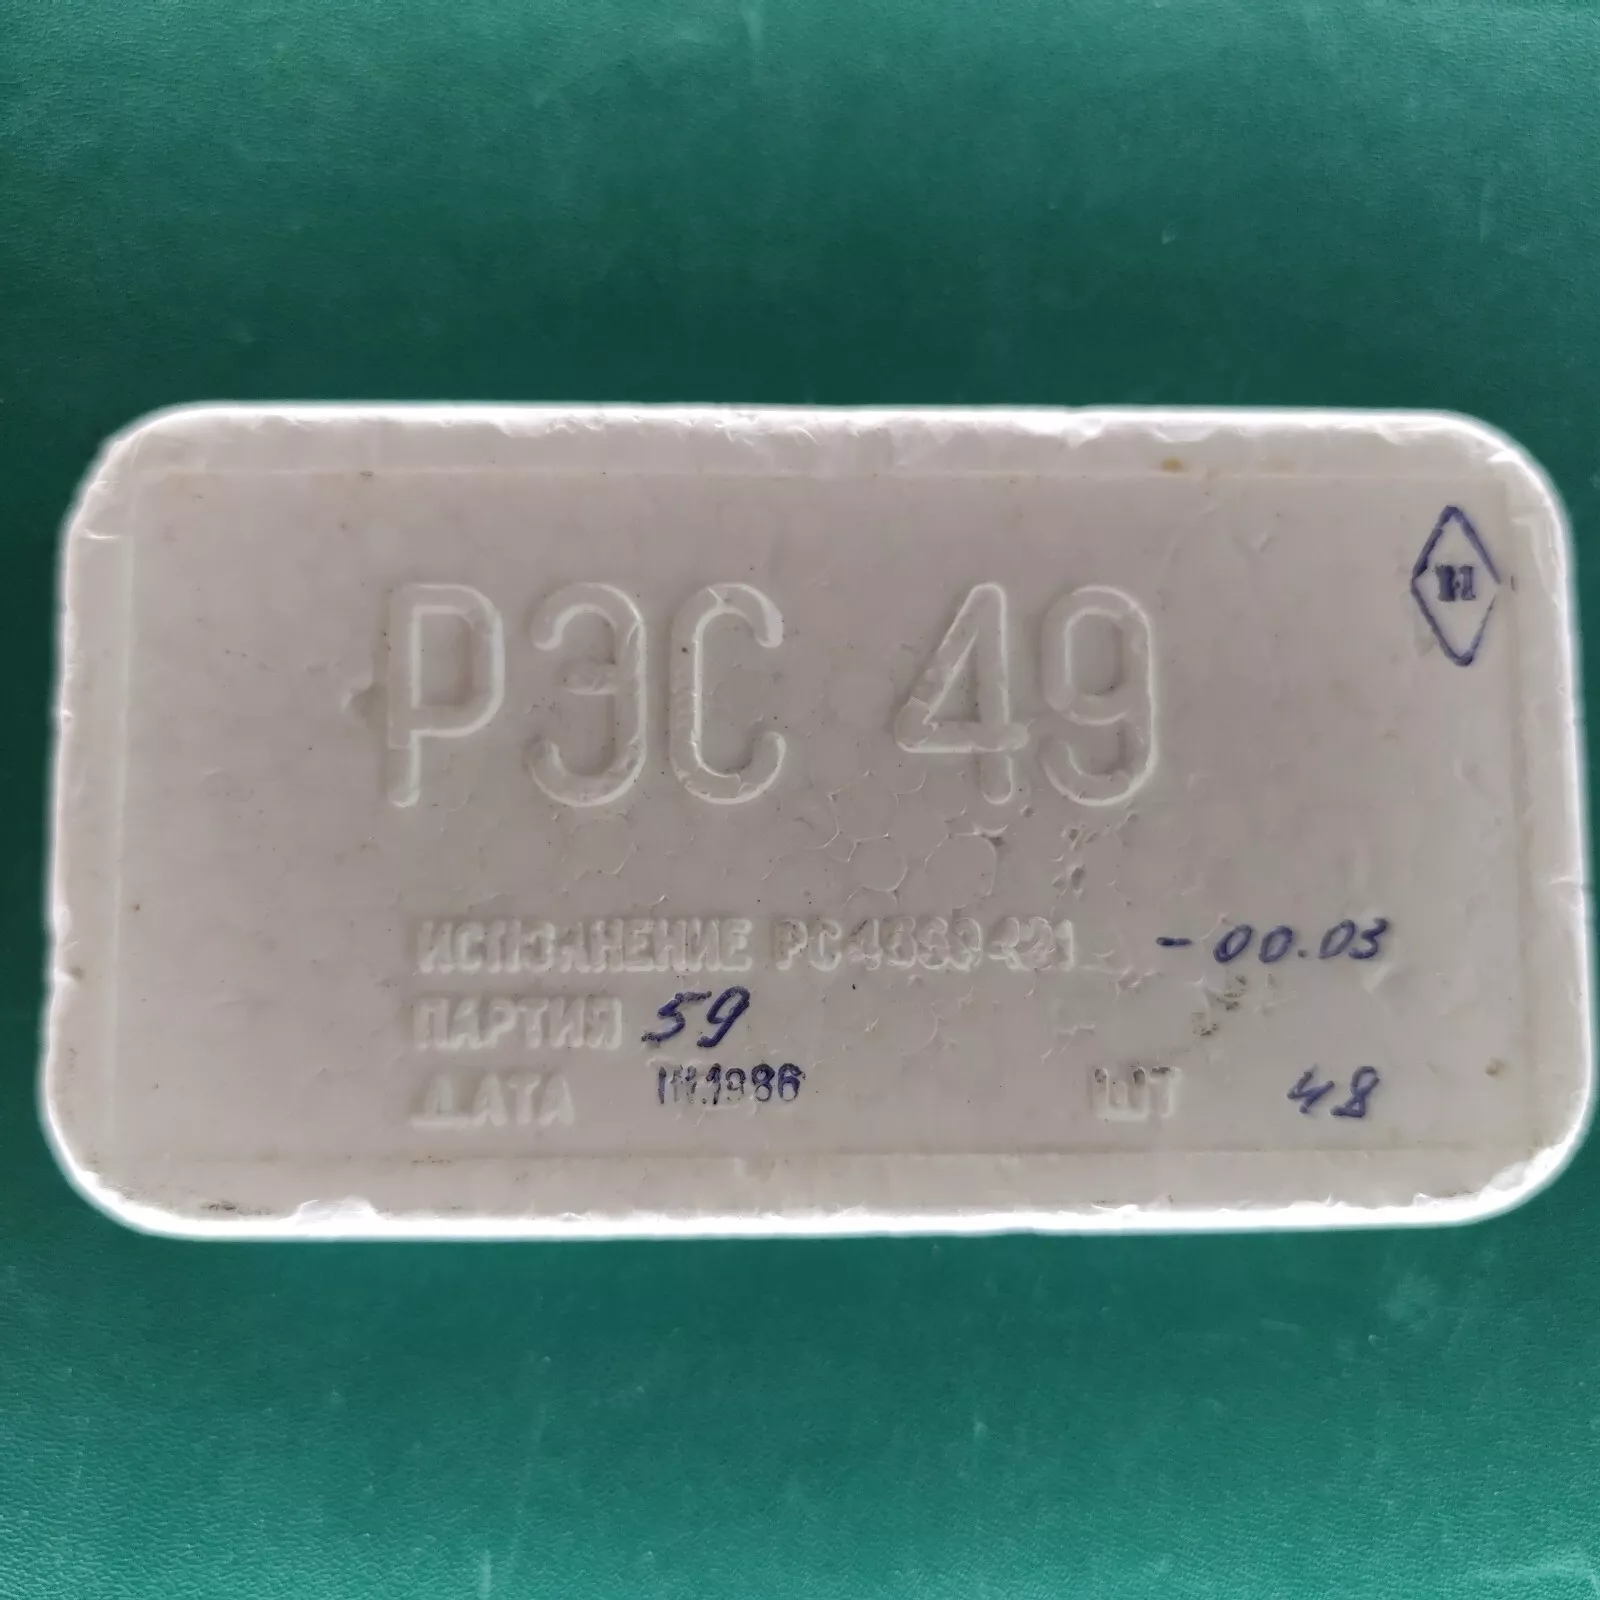 РЭС 49
ИСПОЛНЕНИЕ РС4.569.421 -00.03
ПАРТИЯ 59
ДАТА III.1986 ШТ 48